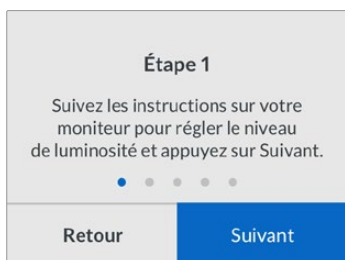 Étape 1
Suivez les instructions sur votre
moniteur pour régler le niveau
de luminosité et appuyez sur Suivant.
Retour
Suivant